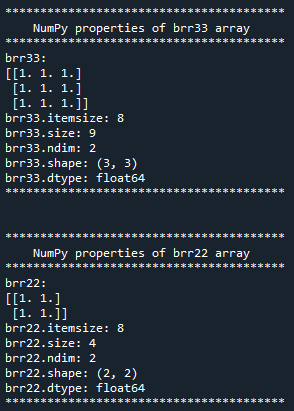 ****************************************
NumPy properties of brr33 array
****************************************
brr33:
[[1. 1. 1.]
 [1. 1. 1.]
 [1. 1. 1.]]
brr33.itemsize: 8
brr33.size: 9
brr33.ndim: 2
brr33.shape: (3, 3)
brr33.dtype: float64
****************************************
****************************************
NumPy properties of brr22 array
****************************************
brr22:
[[1. 1.]
 [1. 1.]]
brr22.itemsize: 8
brr22.size: 4
brr22.ndim: 2
brr22.shape: (2, 2)
brr22.dtype: float64
****************************************